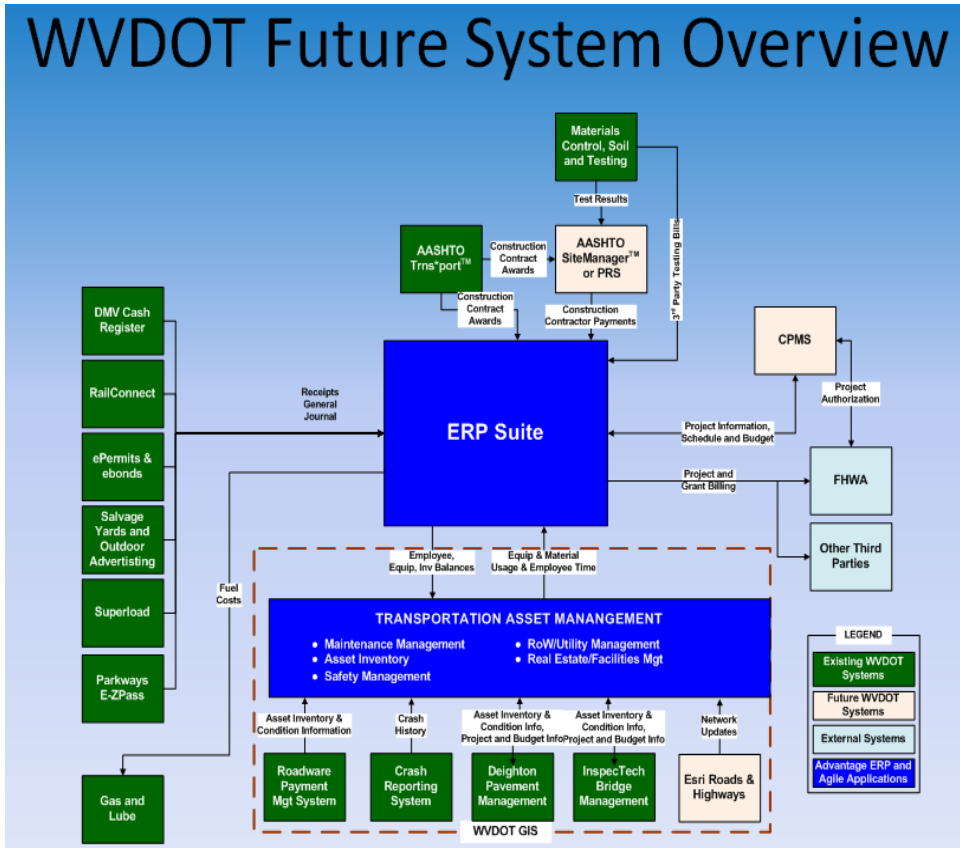 WVDOT Future System Overview
Materials
Control, Soil
and Testing
Test Results
3rd Party Testing Bills
AASHTO
Trns*port™
Construction
Contract
Awards
AASHTO
SiteManager™
or PRS
Construction
Contract
Awards
Construction
Contractor Payments
DMV Cash
Register
RailConnect
ePermits &
ebonds
Salvage
Yards and
Outdoor
Advertisting
Superload
Parkways
E-ZPass
Gas and
Lube
Receipts
General
Journal
Fuel
Costs
ERP Suite
CPMS
Project
Authorization
Project Information,
Schedule and Budget
Project and
Grant Billing
FHWA
Other Third
Parties
Employee,
Equip, Inv Balances
Equip & Material
Usage & Employee Time
TRANSPORTATION ASSET MANANGEMENT
● Maintenance Management
● Asset Inventory
● Safety Management
● RoW/Utility Management
● Real Estate/Facilities Mgt
Asset Inventory &
Condition Information
Crash
History
Asset Inventory &
Condition Info,
Project and Budget Info
Asset Inventory &
Condition Info,
Project and Budget Info
Network
Updates
Roadware
Payment
Mgt System
Crash
Reporting
System
Deighton
Pavement
Management
InspecTech
Bridge
Management
Esri Roads &
Highways
WVDOT GIS
LEGEND
Existing WVDOT
Systems
Future WVDOT
Systems
External Systems
Advantage ERP and
Agile Applications